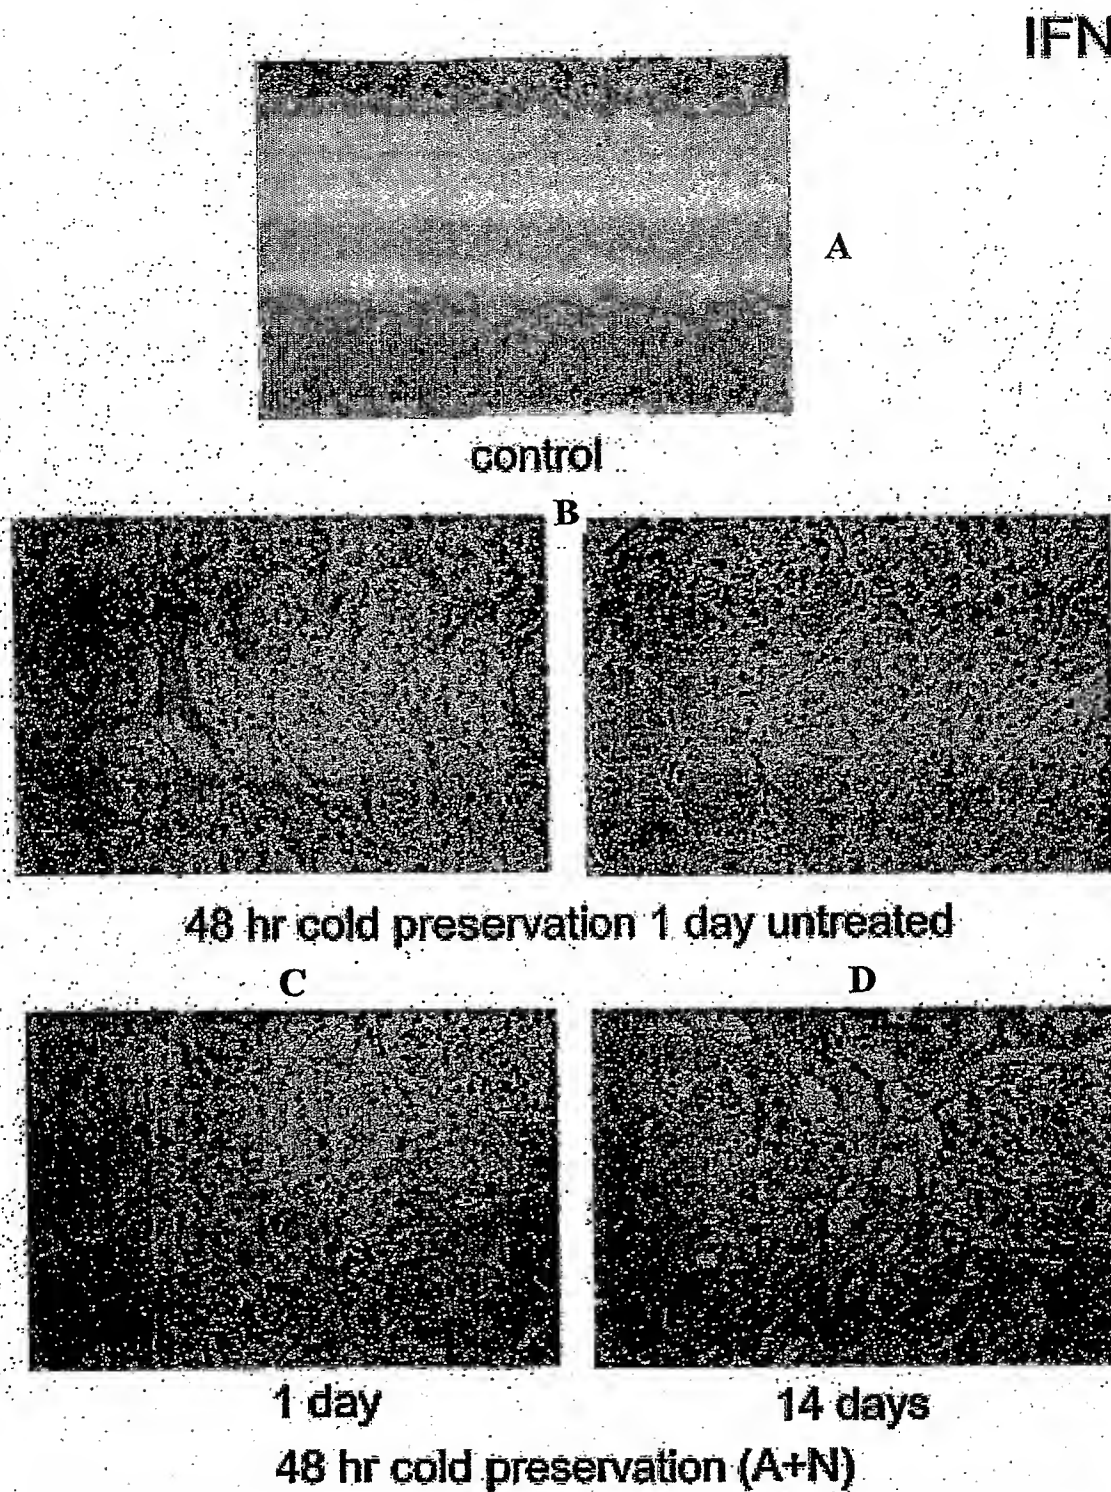 IFN
A
control
B
48 hr cold preservation 1 day untreated
C D
1 day 14 days
48 hr cold preservation (A+N)